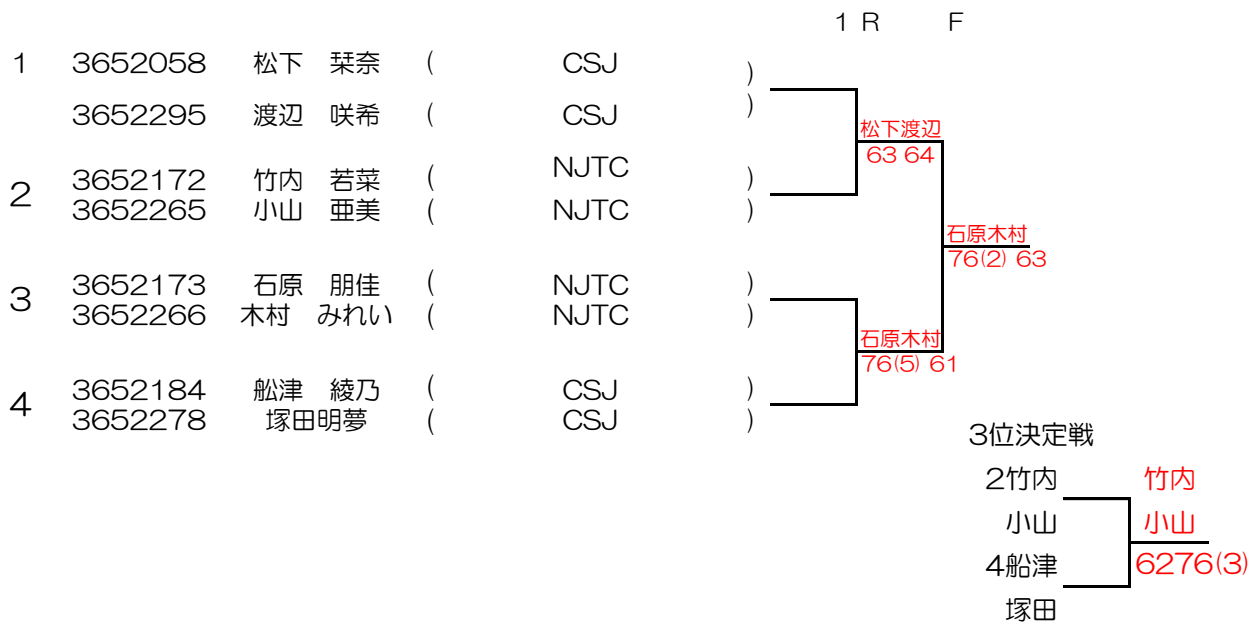 1 R F
1 3652058 松下 栞奈 ( CSJ )
3652295 渡辺 咲希 ( CSJ )
松下渡辺
63 64
2 3652172 竹内 若菜 ( NJTC )
3652265 小山 亜美 ( NJTC )
石原木村
76(2) 63
3 3652173 石原 朋佳 ( NJTC )
3652266 木村 みれい ( NJTC )
石原木村
76(5) 61
4 3652184 舩津 綾乃 ( CSJ )
3652278 塚田明夢 ( CSJ )
3位決定戦
2竹内 竹内
小山 小山
4船津 6276(3)
塚田